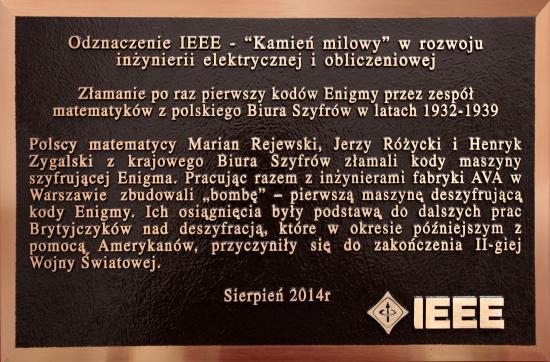 Odznaczenie IEEE - “Kamień milowy” w rozwoju
inżynierii elektrycznej i obliczeniowej
Złamanie po raz pierwszy kodów Enigmy przez zespół
matematyków z polskiego Biura Szyfrów w latach 1932-1939
Polscy matematycy Marian Rejewski, Jerzy Różycki i Henryk
Zygalski z krajowego Biura Szyfrów złamali kody maszyny
szyfrującej Enigma. Pracując razem z inżynierami fabryki AVA w
Warszawie zbudowali „bombę” – pierwszą maszynę deszyfrującą
kody Enigmy. Ich osiągnięcia były podstawą do dalszych prac
Brytyjczyków nad deszyfracją, które w okresie późniejszym z
pomocą Amerykanów, przyczyniły się do zakończenia II-giej
Wojny Światowej.
Sierpień 2014r
IEEE